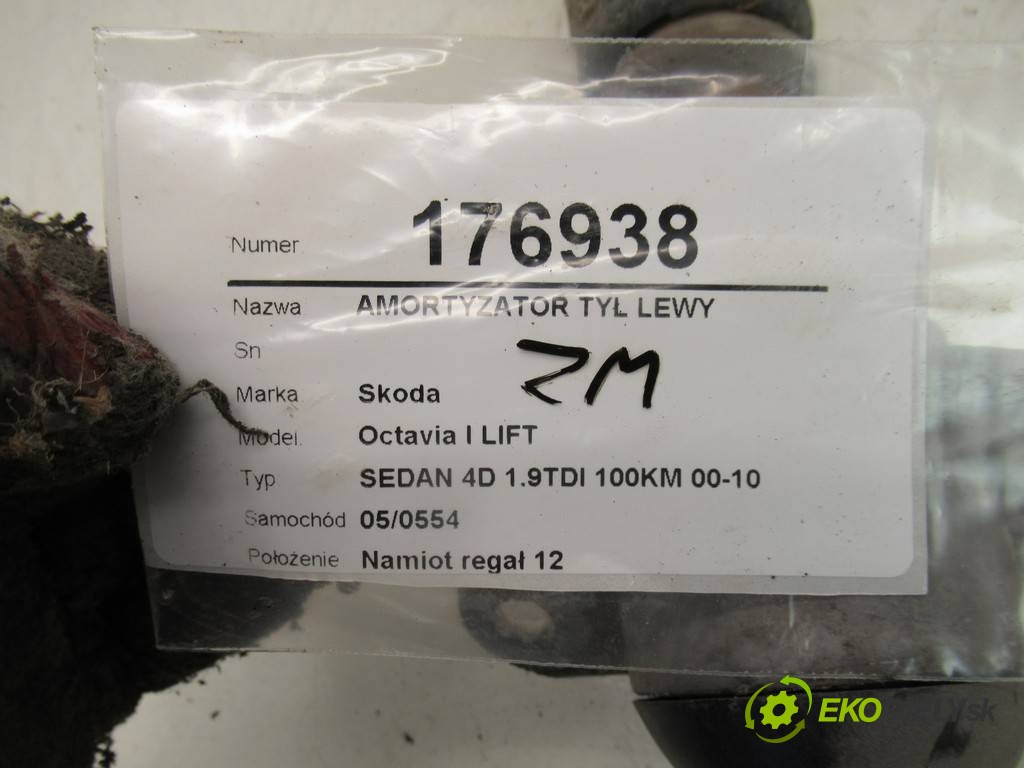 Numer 176938
Nazwa AMORTYZATOR TYŁ LEWY
Sn
ZM
Marka Skoda
Model. Octavia I LIFT
Typ SEDAN 4D 1.9TDI 100KM 00-10
Samochód 05/0554
Położenie Namiot regał 12
EKO